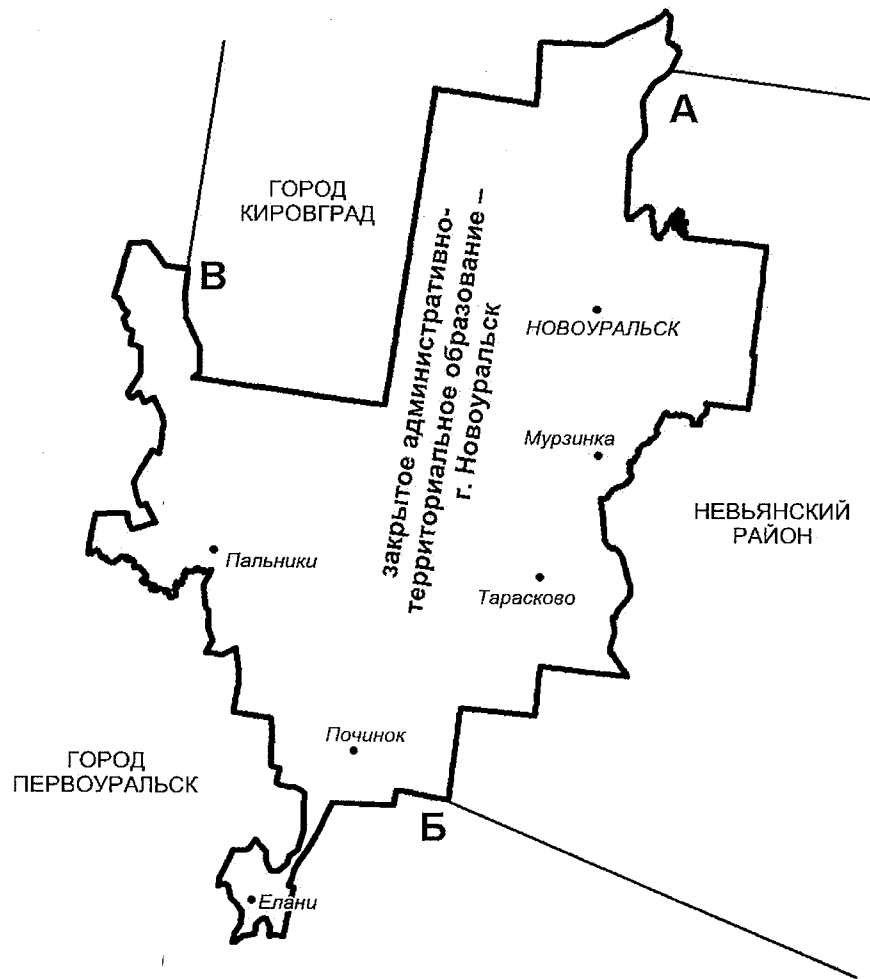 А
ГОРОД
КИРОВГРАД
В
закрытое административно-
территориальное образование –
г. Новоуральск
НОВОУРАЛЬСК
Мурзинка
НЕВЬЯНСКИЙ
РАЙОН
Пальники
Тарасково
Починок
ГОРОД
ПЕРВОУРАЛЬСК
Б
Елани